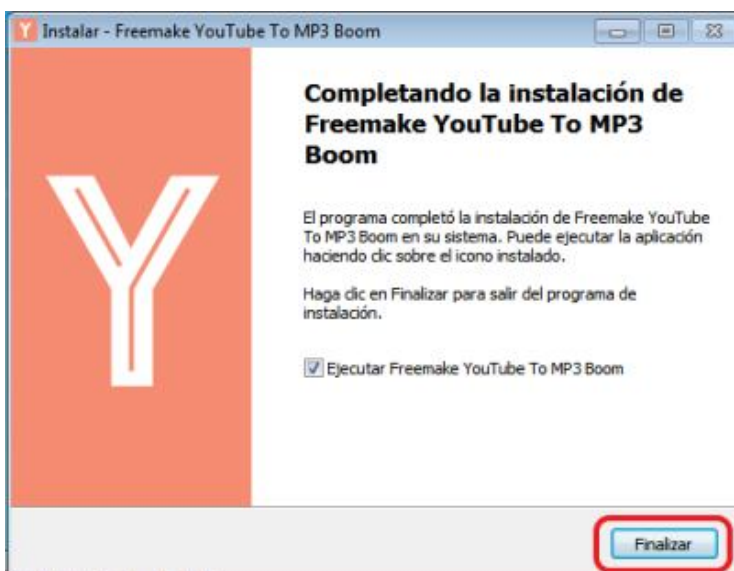 Instalar - Freemake YouTube To MP3 Boom
Completando la instalación de
Freemake YouTube To MP3
Boom
El programa completó la instalación de Freemake YouTube
To MP3 Boom en su sistema. Puede ejecutar la aplicación
haciendo clic sobre el icono instalado.
Haga clic en Finalizar para salir del programa de
instalación.
Ejecutar Freemake YouTube To MP3 Boom
Finalizar